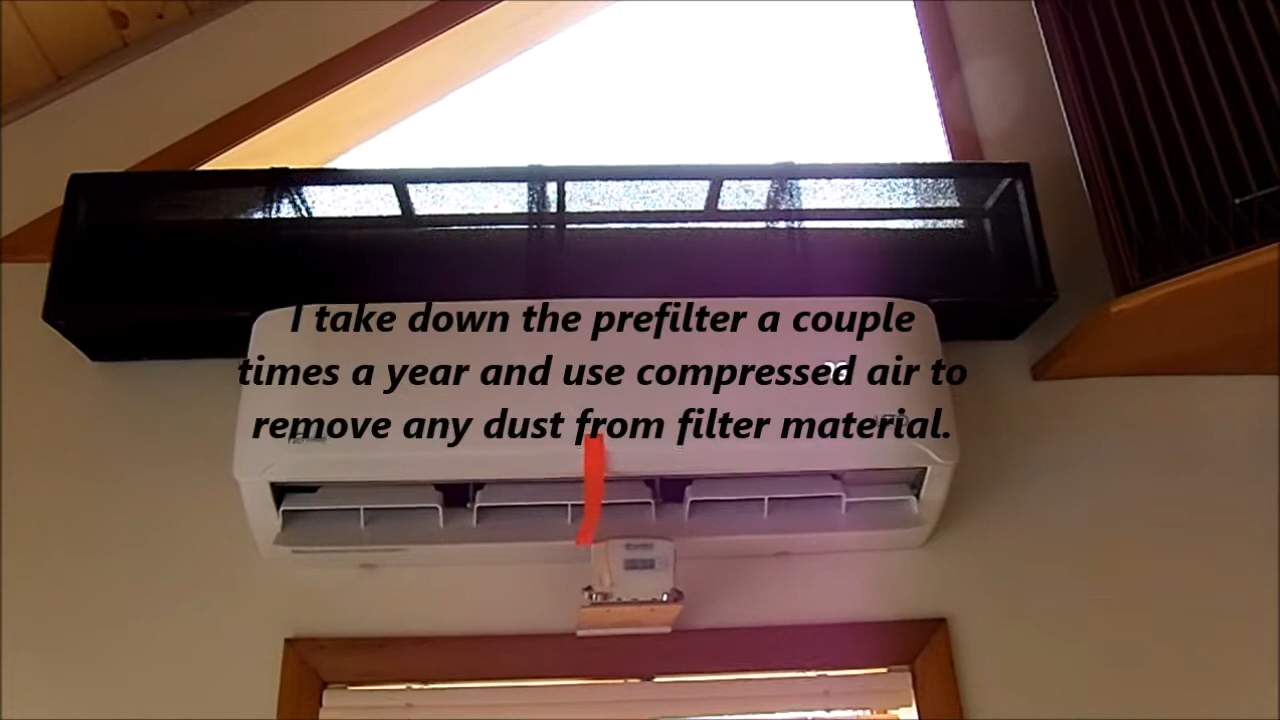 I take down the prefilter a couple
times a year and use compressed air to
remove any dust from filter material.